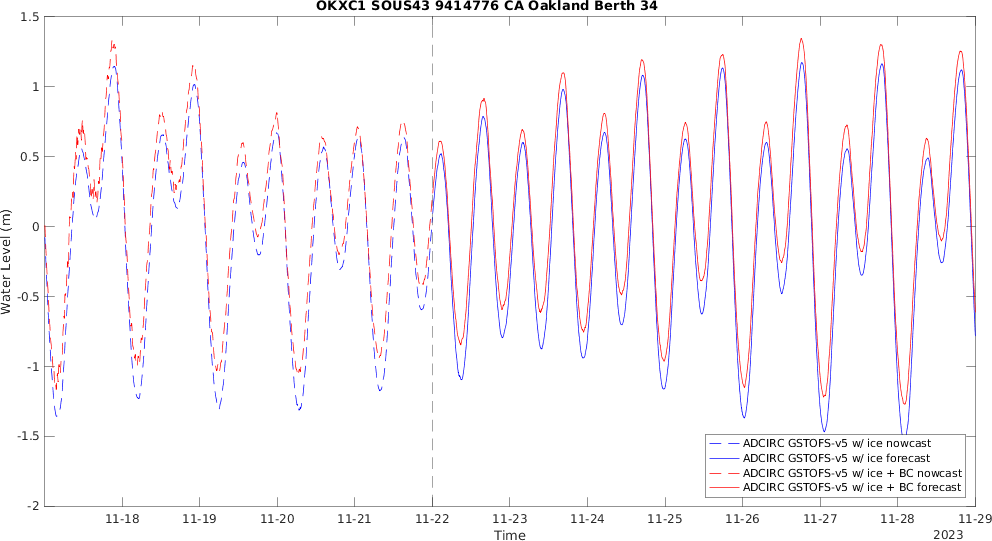 OKXC1 SOUS43 9414776 CA Oakland Berth 34
1.5
1
0.5
0
-0.5
-1
-1.5
-2
Water Level (m)
ADCIRC GSTOFS-v5 w/ ice nowcast
ADCIRC GSTOFS-v5 w/ ice forecast
ADCIRC GSTOFS-v5 w/ ice + BC nowcast
ADCIRC GSTOFS-v5 w/ ice + BC forecast
11-18 11-19 11-20 11-21 11-22 11-23 11-24 11-25 11-26 11-27 11-28 11-29
Time
2023